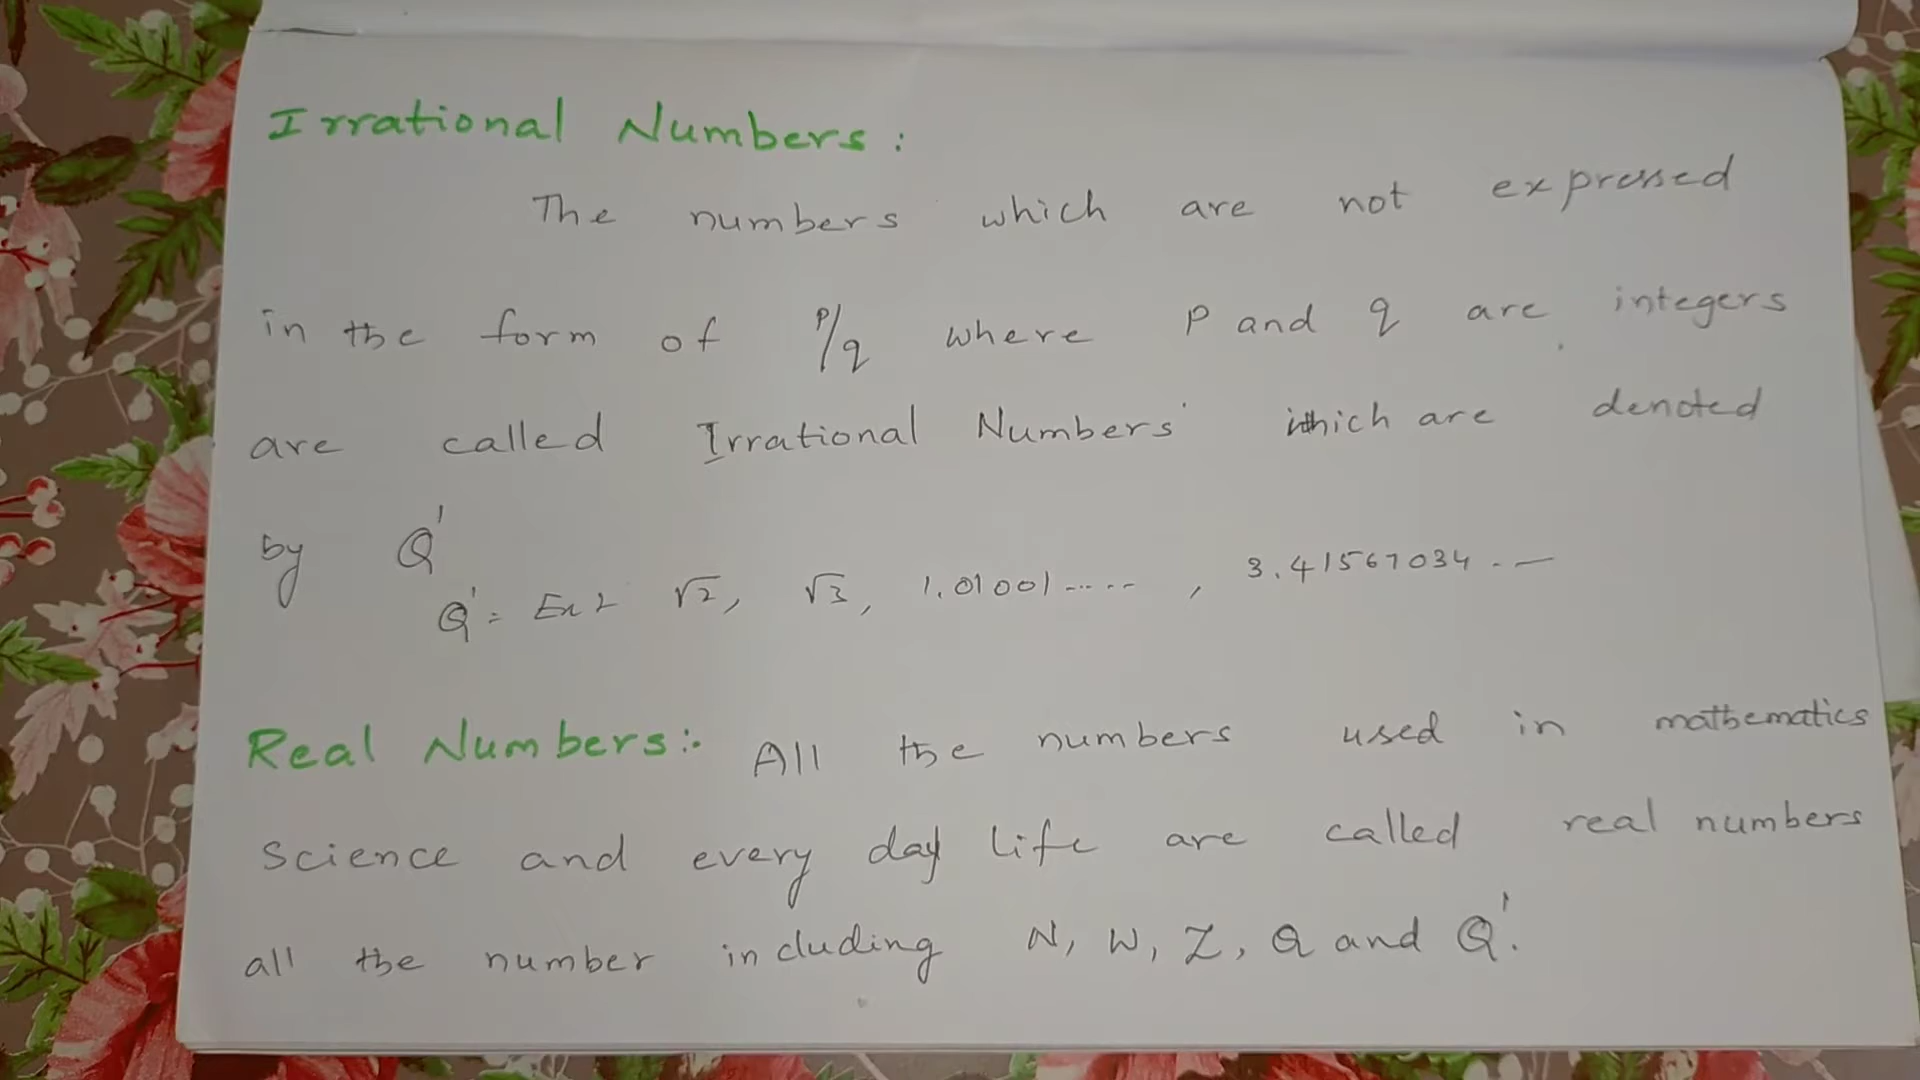 Irrational Numbers:
The numbers which are not expressed
in the form of P/q where P and q are integers
are called Irrational Numbers which are denoted
by Q'
Q' = √2, √3, 1.01001....., 3.41567034..—
Real Numbers:- All the numbers used in mathematics
science and every day life are called real numbers
all the number including N, W, Z, Q and Q'.